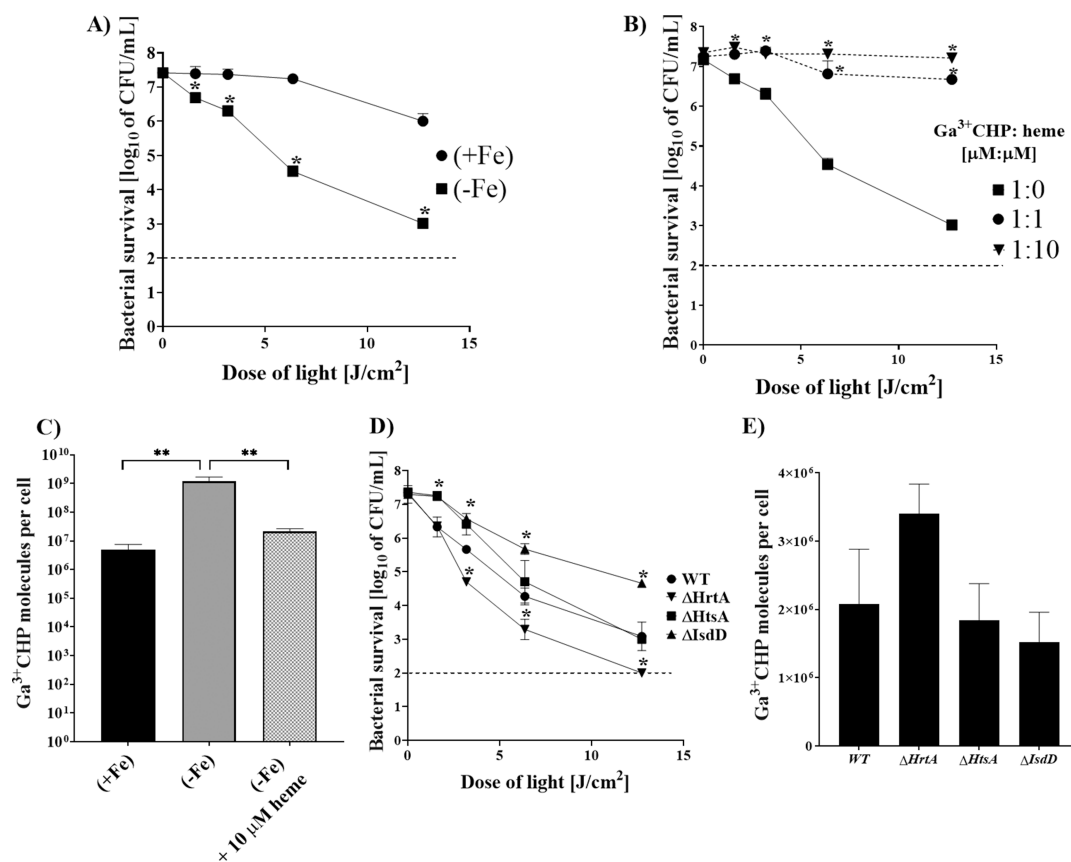 A)
Bacterial survival [log10 of CFU/mL]
8
7
6
5
4
3
2
1
0
0
5
10
15
Dose of light [J/cm²]
(+Fe)
(-Fe)
*
*
*
*
B)
Bacterial survival [log10 of CFU/mL]
8
7
6
5
4
3
2
1
0
0
5
10
15
Dose of light [J/cm²]
* * * *
* *
Ga³⁺CHP: heme
[µM:µM]
1:0
1:1
1:10
C)
Ga³⁺CHP molecules per cell
10¹⁰
10⁹
10⁸
10⁷
10⁶
10⁵
10⁴
10³
10²
10¹
10⁰
** **
(+Fe)
(-Fe)
(-Fe)
+ 10 µM heme
D)
Bacterial survival [log10 of CFU/mL]
8
7
6
5
4
3
2
1
0
0
5
10
15
Dose of light [J/cm²]
* * * *
* * *
WT
ΔHrtA
ΔHtsA
ΔIsdD
E)
Ga³⁺CHP molecules per cell
4×10⁶
3×10⁶
2×10⁶
1×10⁶
0
WT
ΔHrtA
ΔHtsA
ΔIsdD